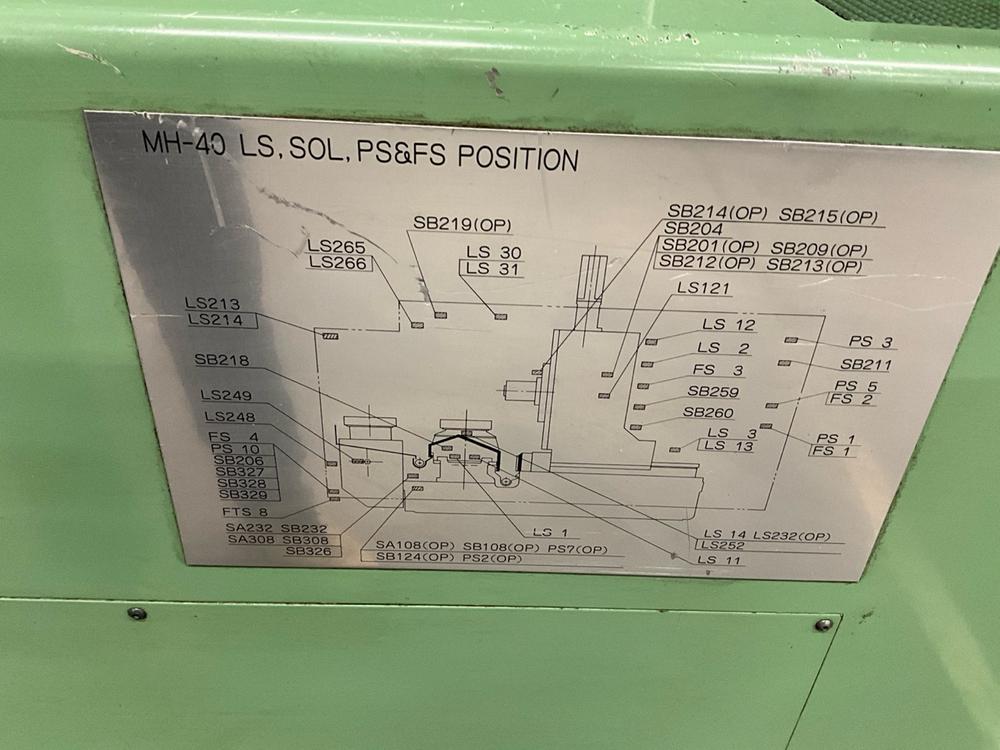 MH-40 LS, SOL, PS&FS POSITION
SB219(OP)
SB214(OP) SB215(OP)
SB204
SB201(OP) SB209(OP)
SB212(OP) SB213(OP)
LS265
LS266
LS 30
LS 31
LS121
LS213
LS214
LS 12
LS 2
FS 3
SB259
SB260
LS 3
LS 13
PS 3
SB211
PS 5
FS 2
PS 1
FS 1
SB218
LS249
LS248
FS 4
PS 10
SB206
SB327
SB328
SB329
FTS 8
SA232 SB232
SA308 SB308
SB326
LS 1
SA108(OP) SB108(OP) PS7(OP)
SB124(OP) PS2(OP)
LS 14 LS232(OP)
LS252
LS 11